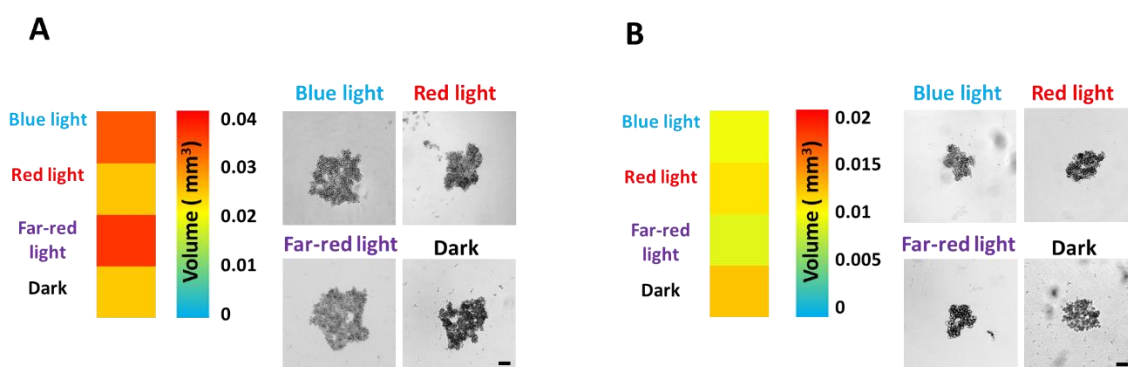 A
Blue light
Red light
Far-red
light
Dark
Volume ( mm³)
0.04
0.03
0.02
0.01
0
Blue light
Red light
Far-red light
Dark
B
Blue light
Red light
Far-red
light
Dark
Volume ( mm³)
0.02
0.015
0.01
0.005
0
Blue light
Red light
Far-red light
Dark